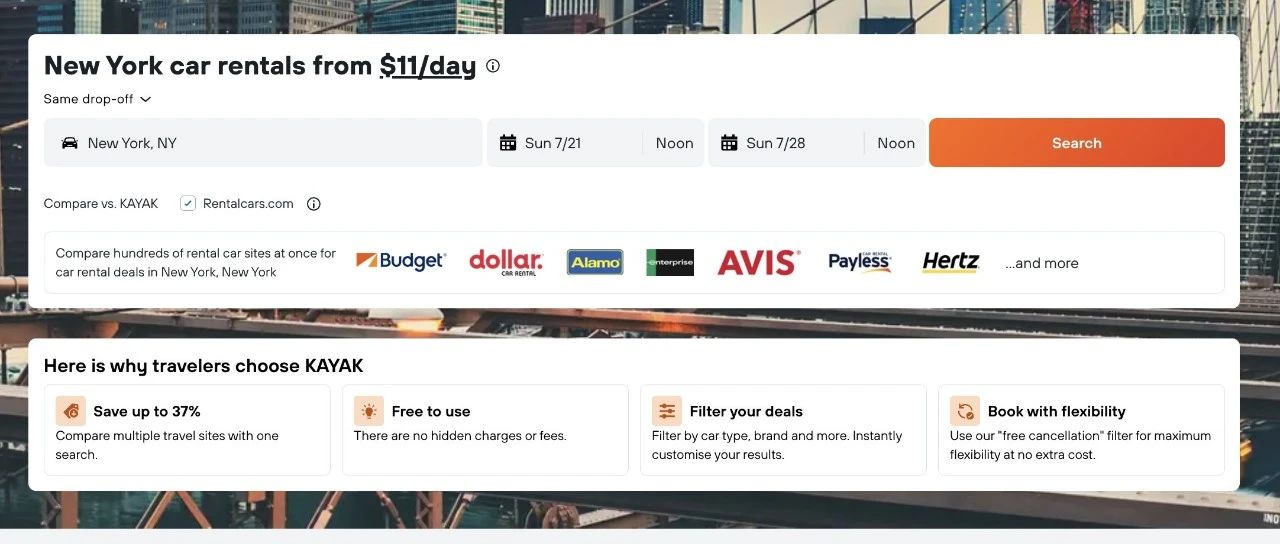 New York car rentals from $11/day
Same drop-off
New York, NY
Sun 7/21
Noon
Sun 7/28
Noon
Search
Compare vs. KAYAK
Rentalcars.com
Compare hundreds of rental car sites at once for
car rental deals in New York, New York
Budget®
dollar.
CAR RENTAL
Alamo
enterprise
AVIS®
CAR RENTAL
Payless
Hertz
...and more
Here is why travelers choose KAYAK
Save up to 37%
Compare multiple travel sites with one
search.
Free to use
There are no hidden charges or fees.
Filter your deals
Filter by car type, brand and more. Instantly
customise your results.
Book with flexibility
Use our "free cancellation" filter for maximum
flexibility at no extra cost.